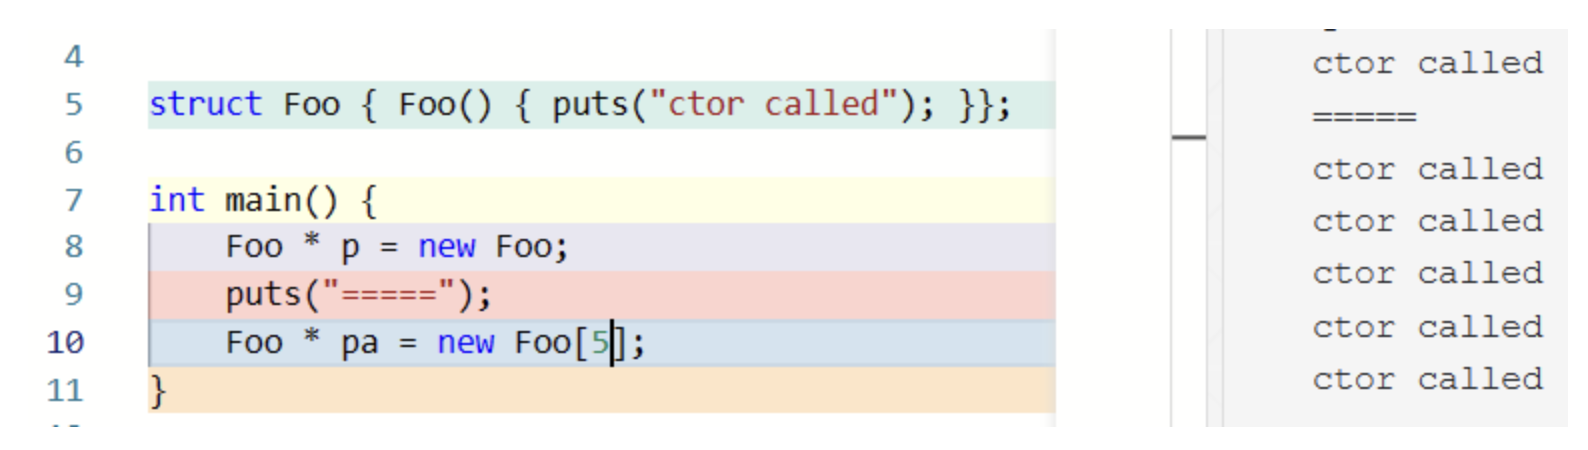 4
5 struct Foo { Foo() { puts("ctor called"); }};
6
7 int main() {
8 Foo * p = new Foo;
9 puts("=====");
10 Foo * pa = new Foo[5];
11 }
ctor called
=====
ctor called
ctor called
ctor called
ctor called
ctor called